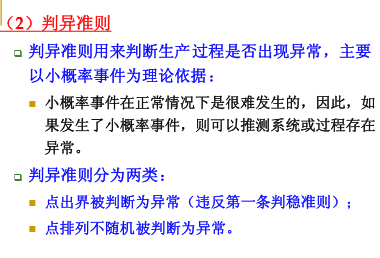 （2）判异准则
判异准则用来判断生产过程是否出现异常，主要
以小概率事件为理论依据：
小概率事件在正常情况下是很难发生的，因此，如
果发生了小概率事件，则可以推测系统或过程存在
异常。
判异准则分为两类：
点出界被判断为异常（违反第一条判稳准则）；
点排列不随机被判断为异常。